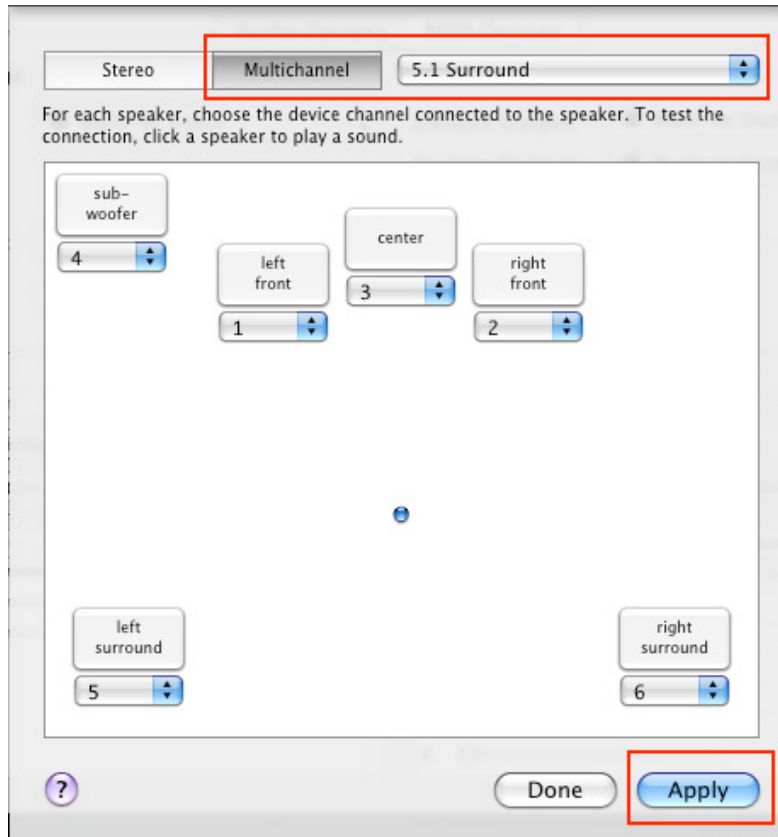 Stereo
Multichannel
5.1 Surround
For each speaker, choose the device channel connected to the speaker. To test the
connection, click a speaker to play a sound.
sub-
woofer
4
left
front
1
center
3
right
front
2
left
surround
5
right
surround
6
?
Done
Apply